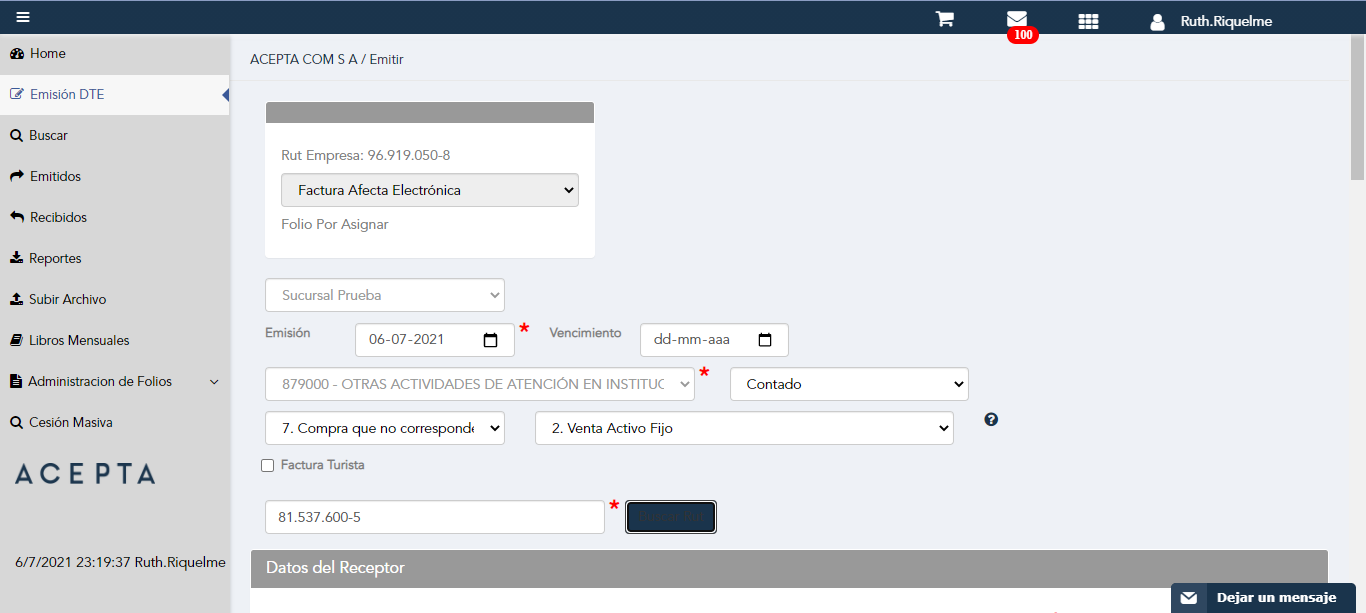 100
Ruth.Riquelme
Home
Emisión DTE
Buscar
Emitidos
Recibidos
Reportes
Subir Archivo
Libros Mensuales
Administracion de Folios
Cesión Masiva
ACEPTA
6/7/2021 23:19:37 Ruth.Riquelme
ACEPTA COM S A / Emitir
Rut Empresa: 96.919.050-8
Factura Afecta Electrónica
Folio Por Asignar
Sucursal Prueba
Emisión 06-07-2021 * Vencimiento dd-mm-aaa
879000 - OTRAS ACTIVIDADES DE ATENCIÓN EN INSTITUC * Contado
7. Compra que no corresponde 2. Venta Activo Fijo ?
Factura Turista
81.537.600-5 *
Datos del Receptor
Dejar un mensaje